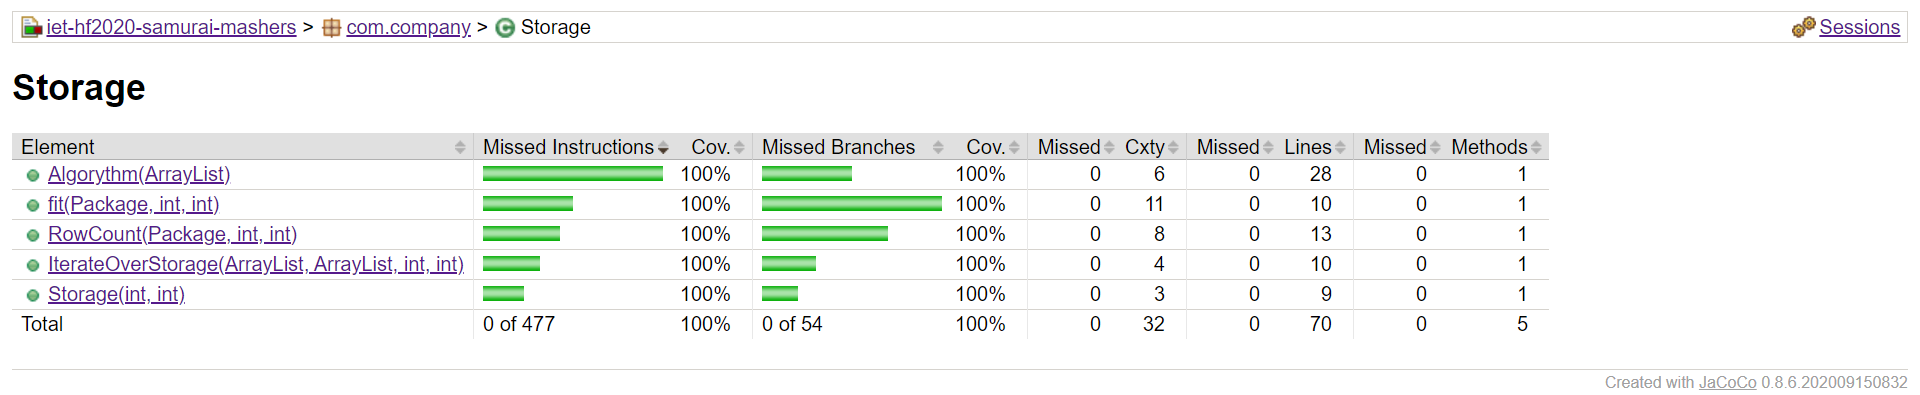 iet-hf2020-samurai-mashers > com.company > Storage Sessions
Storage
Element Missed Instructions Cov. Missed Branches Cov. Missed Cxty Missed Lines Missed Methods
Algorythm(ArrayList) 100% 100% 0 6 0 28 0 1
fit(Package, int, int) 100% 100% 0 11 0 10 0 1
RowCount(Package, int, int) 100% 100% 0 8 0 13 0 1
IterateOverStorage(ArrayList, ArrayList, int, int) 100% 100% 0 4 0 10 0 1
Storage(int, int) 100% 100% 0 3 0 9 0 1
Total 0 of 477 100% 0 of 54 100% 0 32 0 70 0 5
Created with JaCoCo 0.8.6.202009150832